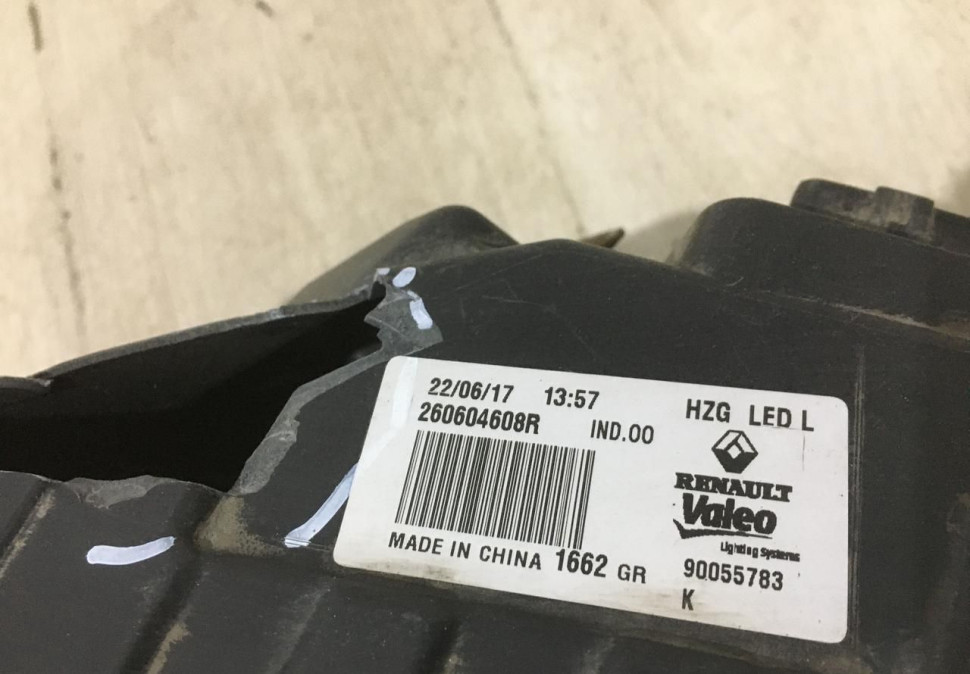 22/06/17 13:57
260604608R IND.00
HZG LED L
RENAULT
Valeo
Lighting Systems
MADE IN CHINA 1662 GR
90055783
K